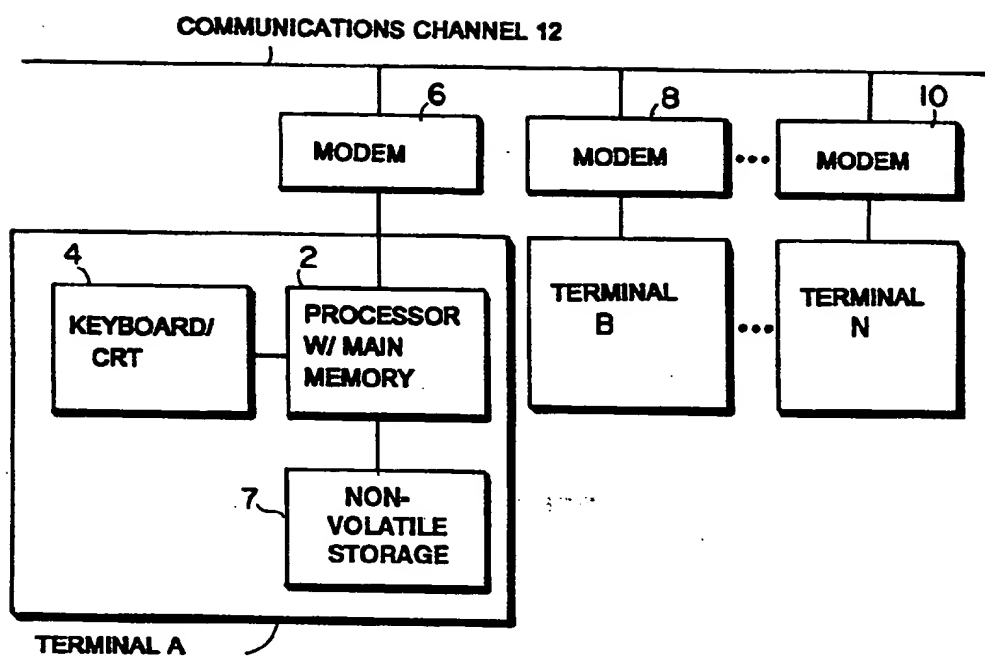 COMMUNICATIONS CHANNEL 12
6
8
10
MODEM
MODEM
•••
MODEM
4
2
KEYBOARD/
CRT
PROCESSOR
W/ MAIN
MEMORY
TERMINAL
B
•••
TERMINAL
N
7
NON-
VOLATILE
STORAGE
TERMINAL A